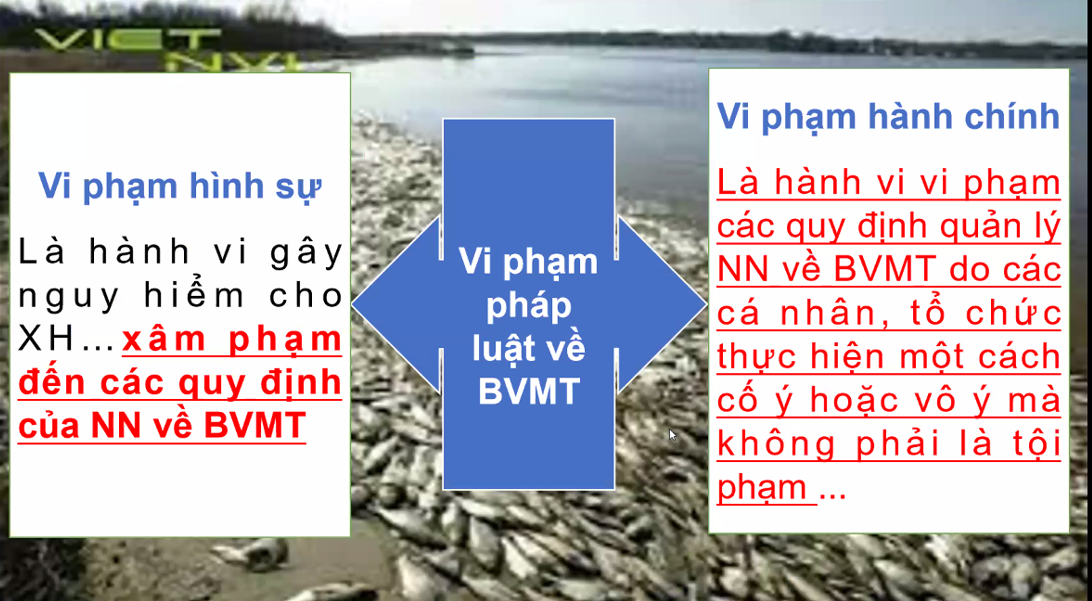 VIET
Vi phạm hình sự
Là hành vi gây
nguy hiểm cho
XH...xâm phạm
đến các quy định
của NN về BVMT
Vi phạm
pháp
luật về
BVMT
Vi phạm hành chính
Là hành vi vi phạm
các quy định quản lý
NN về BVMT do các
cá nhân, tổ chức
thực hiện một cách
cố ý hoặc vô ý mà
không phải là tội
phạm ...